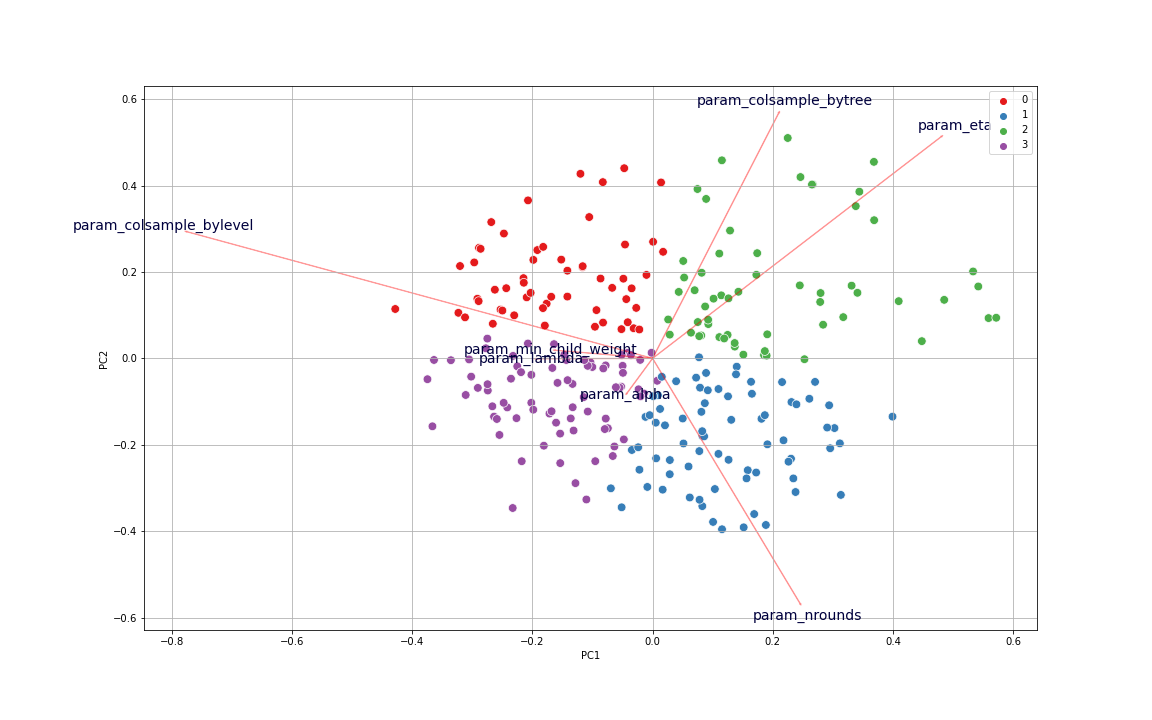 param_colsample_bytree
param_eta
param_colsample_bylevel
param_min_child_weight
param_lambda
param_alpha
param_nrounds
0
1
2
3
0.6
0.4
0.2
0.0
−0.2
−0.4
−0.6
PC2
−0.8 −0.6 −0.4 −0.2 0.0 0.2 0.4 0.6
PC1